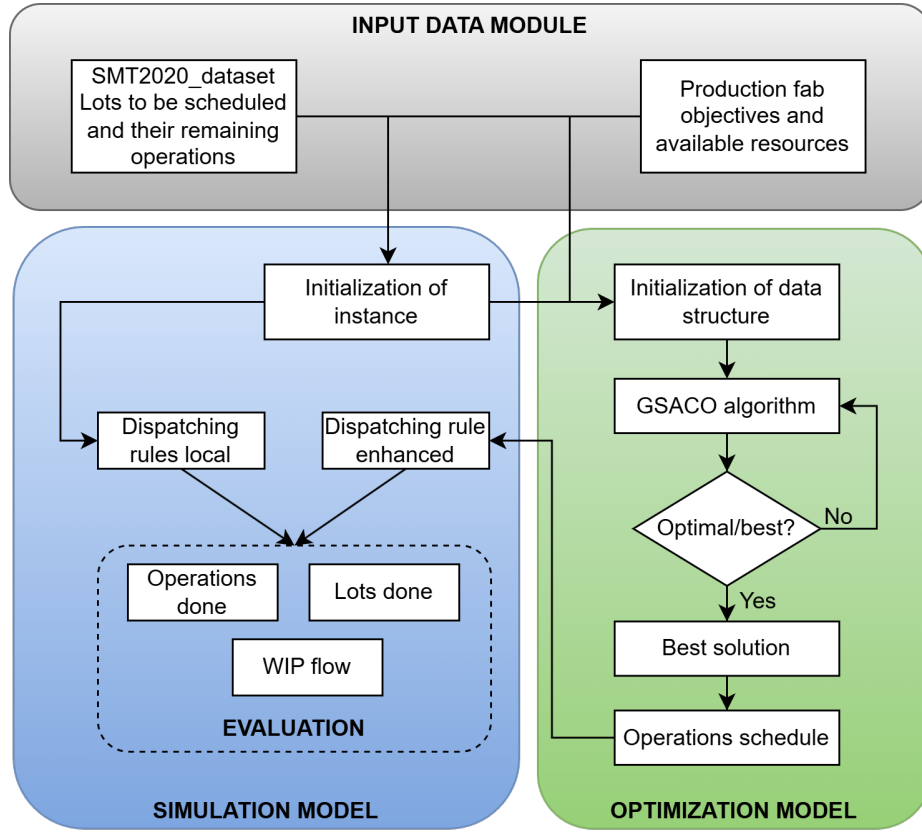 INPUT DATA MODULE
SMT2020_dataset
Lots to be scheduled
and their remaining
operations
Production fab
objectives and
available resources
Initialization of
instance
Initialization of data
structure
GSACO algorithm
Dispatching
rules local
Dispatching rule
enhanced
Optimal/best?
No
Yes
Operations
done
Lots done
WIP flow
EVALUATION
Best solution
Operations schedule
SIMULATION MODEL
OPTIMIZATION MODEL